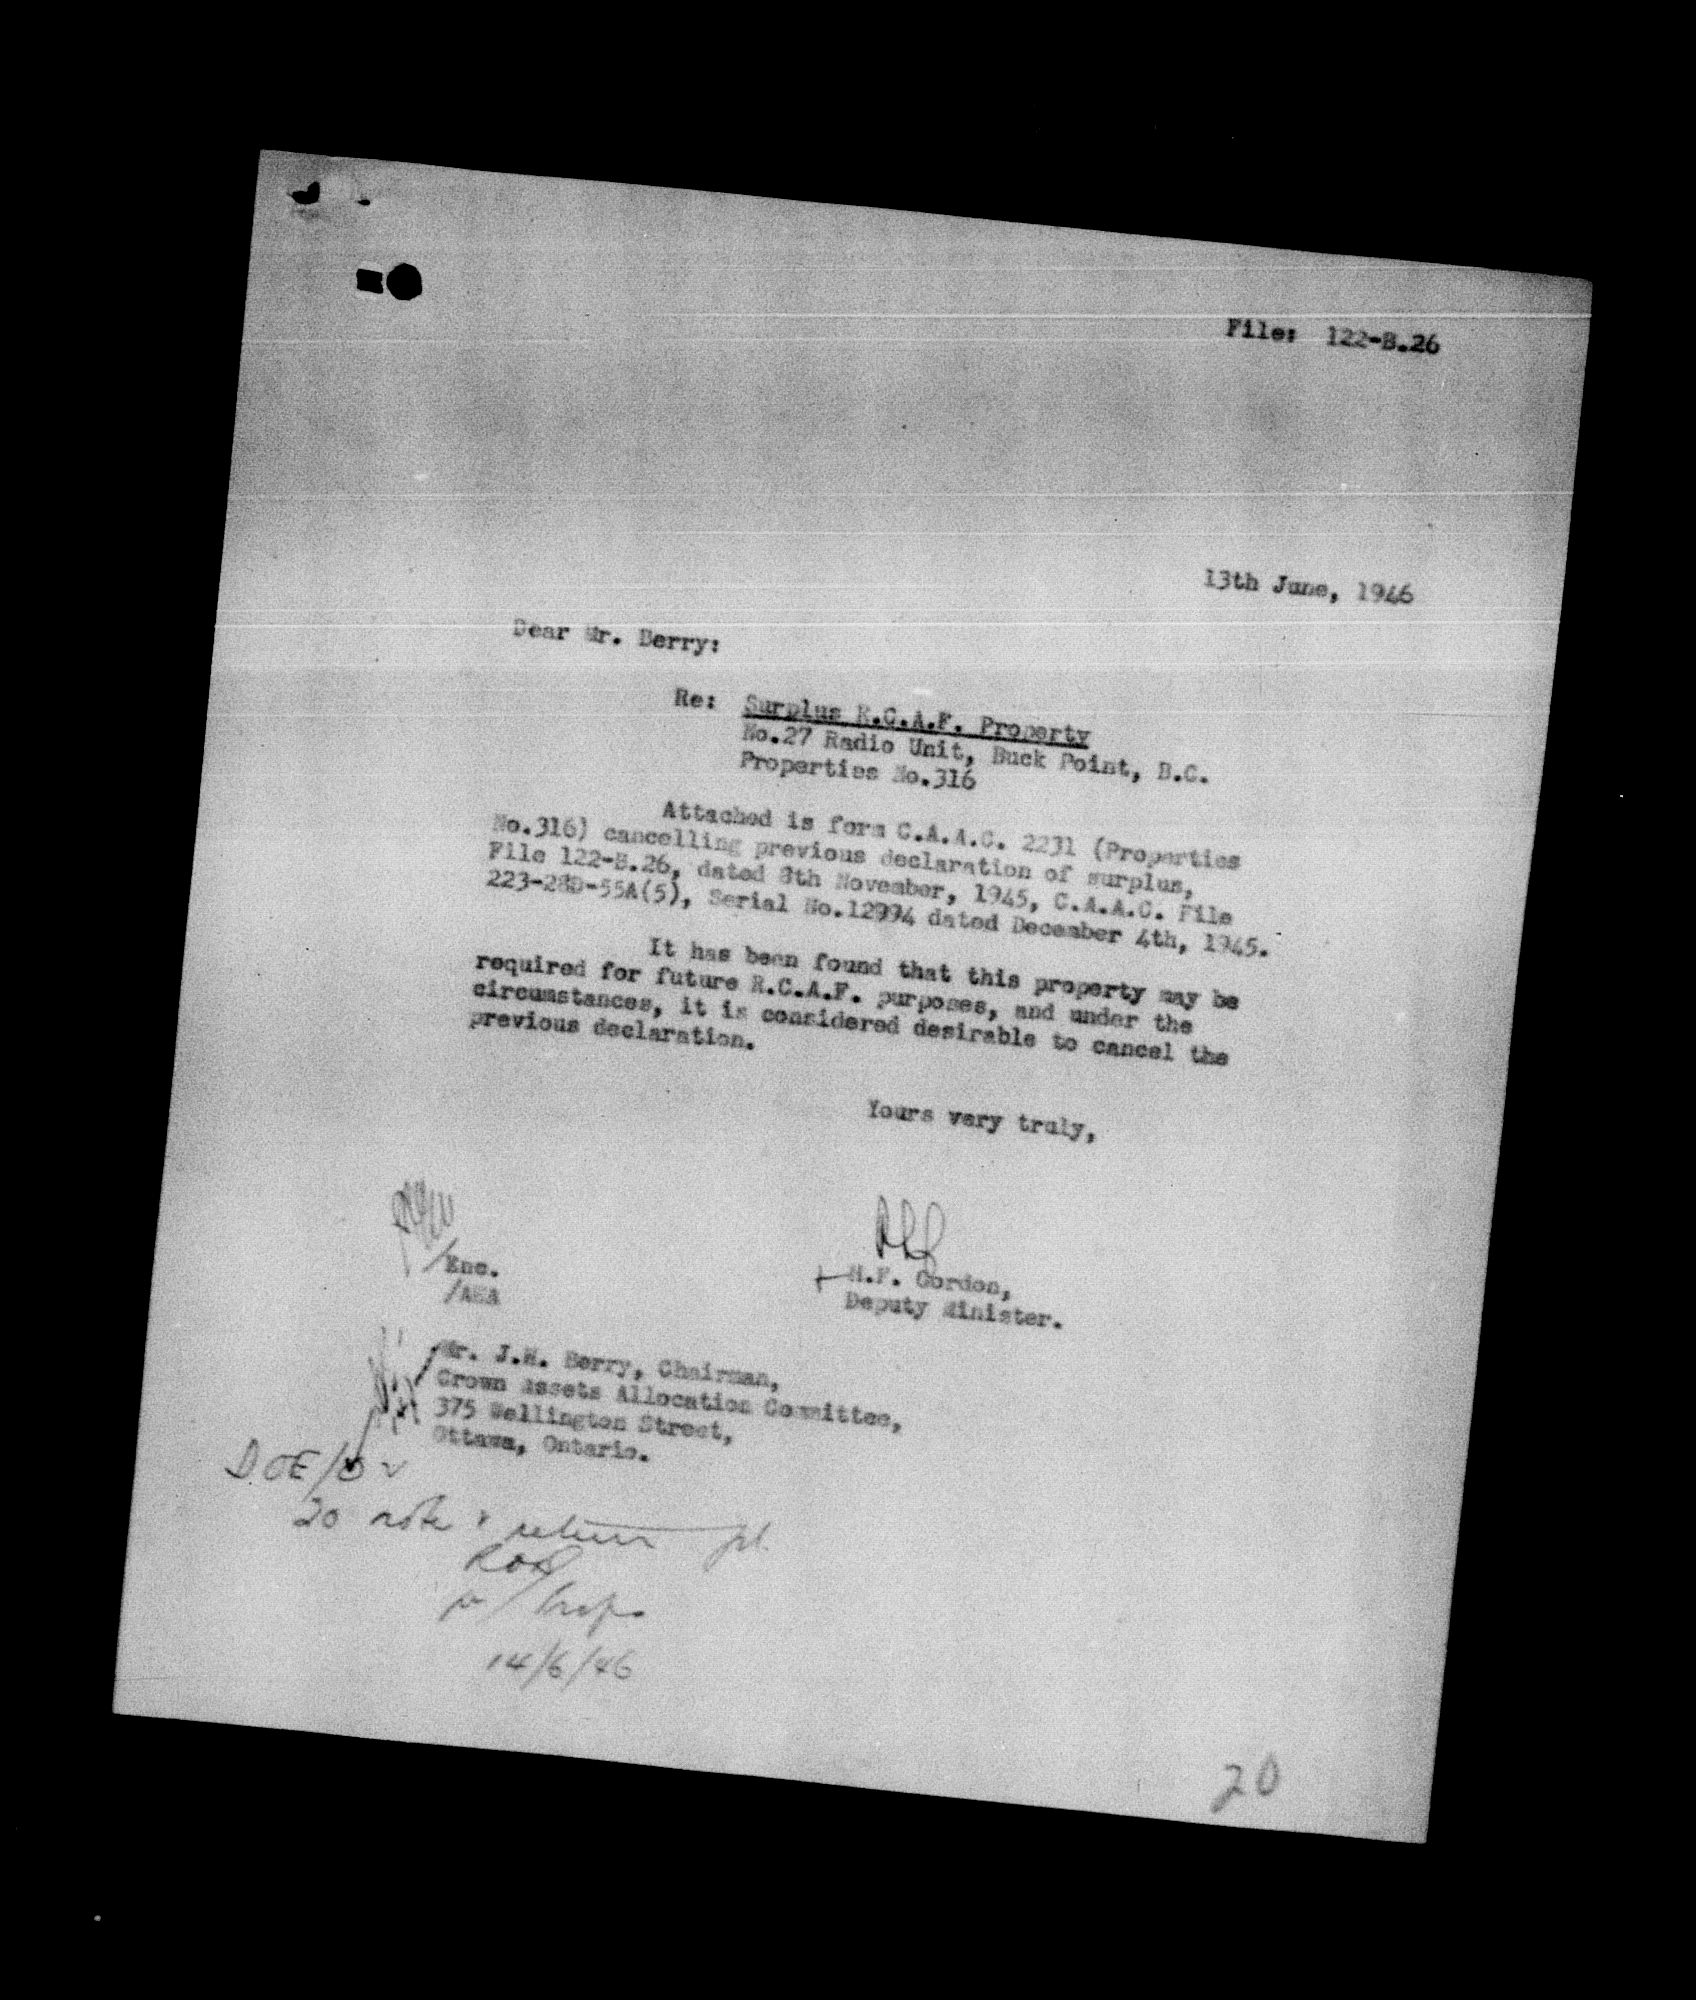 File: 122-B.26
13th June, 1946
Dear Mr. Berry:
Re: Surplus R.C.A.F. Property
No.27 Radio Unit, Buck Point, B.C.
Properties No.316
Attached is form C.A.A.C. 2231 (Properties
No.316) cancelling previous declaration of surplus,
File 122-B.26, dated 8th November, 1945, C.A.A.C. File
223-28D-55A(5), Serial No.12994 dated December 4th, 1945.
It has been found that this property may be
required for future R.C.A.F. purposes, and under the
circumstances, it is considered desirable to cancel the
previous declaration.
Yours very truly,
/Enc.
H.F. Gordon,
Deputy Minister.
Mr. J.H. Berry, Chairman,
Crown Assets Allocation Committee,
375 Wellington Street,
Ottawa, Ontario.
note & return pl.
14/6/46
20